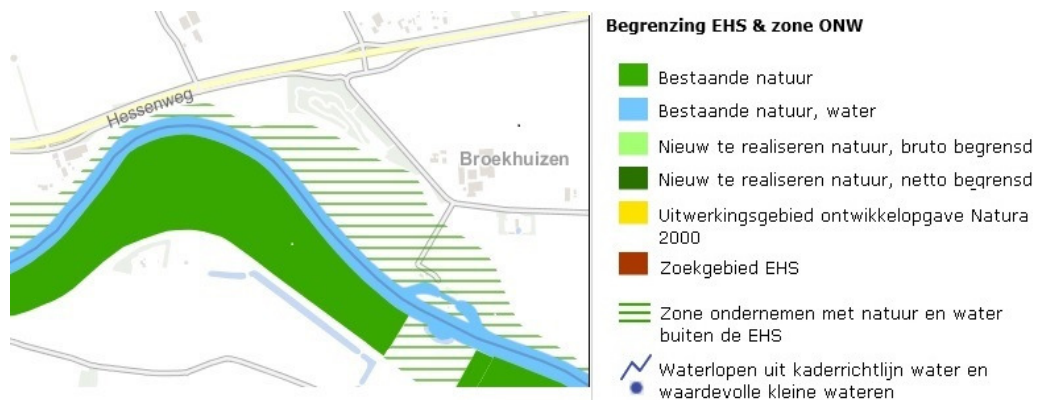 Hessenweg
Broekhuizen
Begrenzing EHS & zone ONW
Bestaande natuur
Bestaande natuur, water
Nieuw te realiseren natuur, bruto begrensd
Nieuw te realiseren natuur, netto begrensd
Uitwerkingsgebied ontwikkelopgave Natura
2000
Zoekgebied EHS
Zone ondernemen met natuur en water
buiten de EHS
Waterlopen uit kaderrichtlijn water en
waardevolle kleine wateren